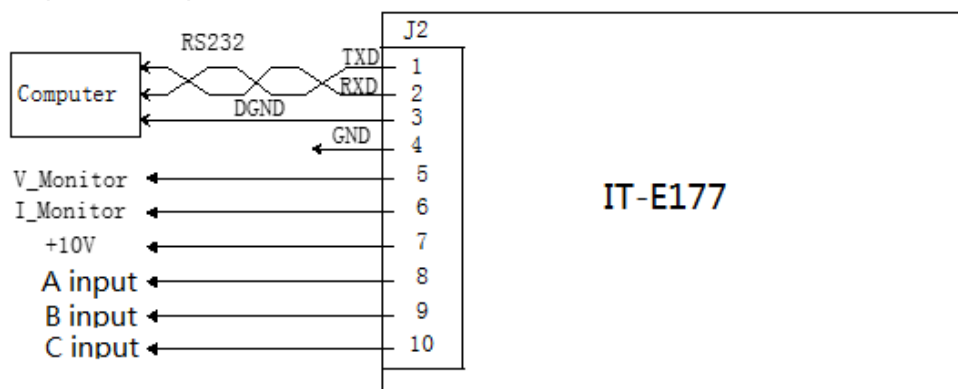 J2
RS232
TXD
1
Computer
RXD
2
DGND
3
GND
4
V_Monitor
5
I_Monitor
6
IT-E177
+10V
7
A input
8
B input
9
C input
10